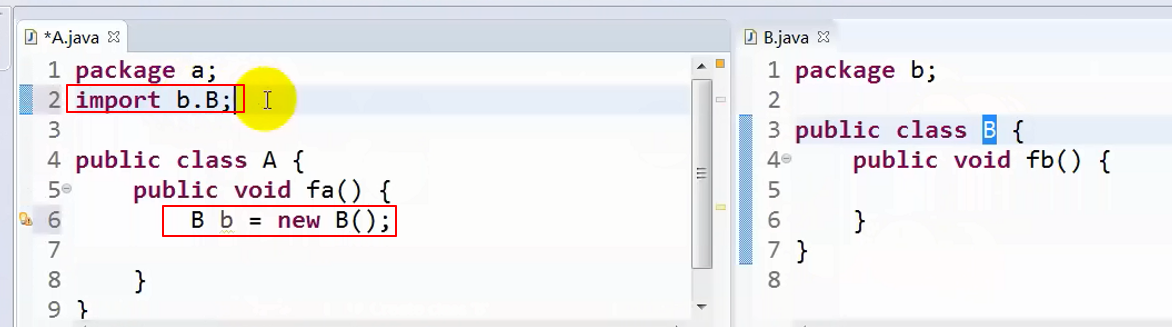 *A.java
1 package a;
2 import b.B;
3
4 public class A {
5 public void fa() {
6 B b = new B();
7
8 }
9 }
B.java
1 package b;
2
3 public class B {
4 public void fb() {
5
6 }
7 }
8